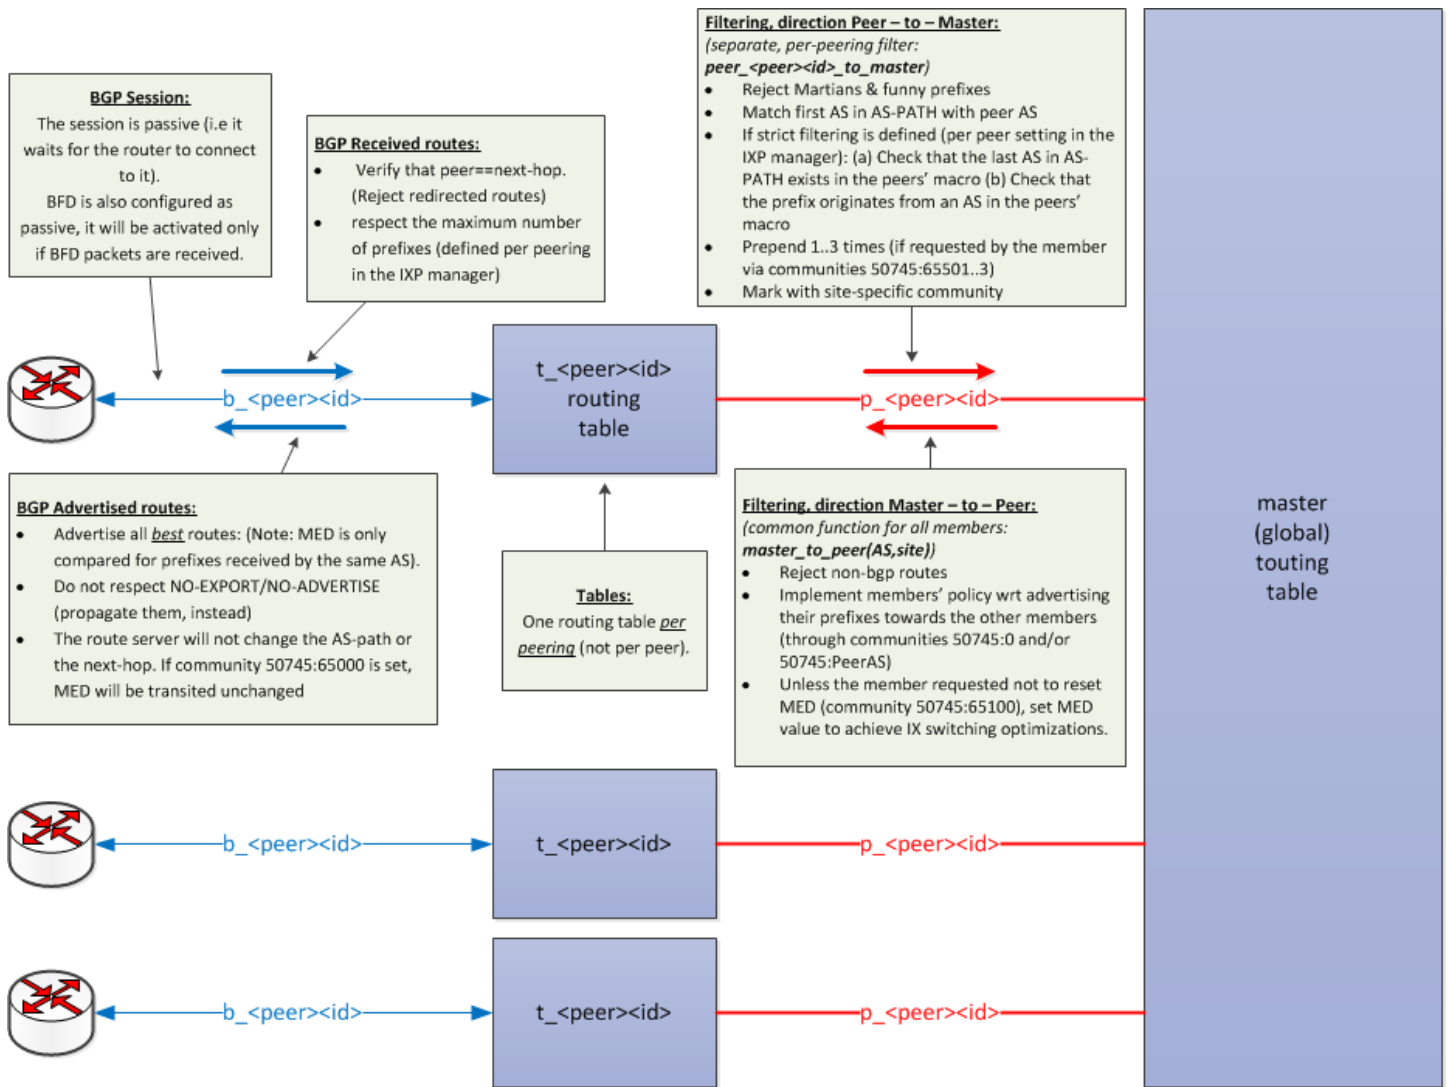 Filtering, direction Peer – to – Master:
(separate, per-peering filter:
peer_<peer><id>_to_master)
• Reject Martians & funny prefixes
• Match first AS in AS-PATH with peer AS
• If strict filtering is defined (per peer setting in the
IXP manager): (a) Check that the last AS in AS-
PATH exists in the peers' macro (b) Check that
the prefix originates from an AS in the peers'
macro
• Prepend 1..3 times (if requested by the member
via communities 50745:65501..3)
• Mark with site-specific community
BGP Session:
The session is passive (i.e it
waits for the router to connect
to it).
BFD is also configured as
passive, it will be activated only
if BFD packets are received.
BGP Received routes:
• Verify that peer==next-hop.
(Reject redirected routes)
• respect the maximum number
of prefixes (defined per peering
in the IXP manager)
b_<peer><id>
t_<peer><id>
routing
table
p_<peer><id>
master
(global)
touting
table
BGP Advertised routes:
• Advertise all best routes: (Note: MED is only
compared for prefixes received by the same AS).
• Do not respect NO-EXPORT/NO-ADVERTISE
(propagate them, instead)
• The route server will not change the AS-path or
the next-hop. If community 50745:65000 is set,
MED will be transited unchanged
Tables:
One routing table per
peering (not per peer).
Filtering, direction Master – to – Peer:
(common function for all members:
master_to_peer(AS,site))
• Reject non-bgp routes
• Implement members' policy wrt advertising
their prefixes towards the other members
(through communities 50745:0 and/or
50745:PeerAS)
• Unless the member requested not to reset
MED (community 50745:65100), set MED
value to achieve IX switching optimizations.
b_<peer><id>
t_<peer><id>
p_<peer><id>
b_<peer><id>
t_<peer><id>
p_<peer><id>